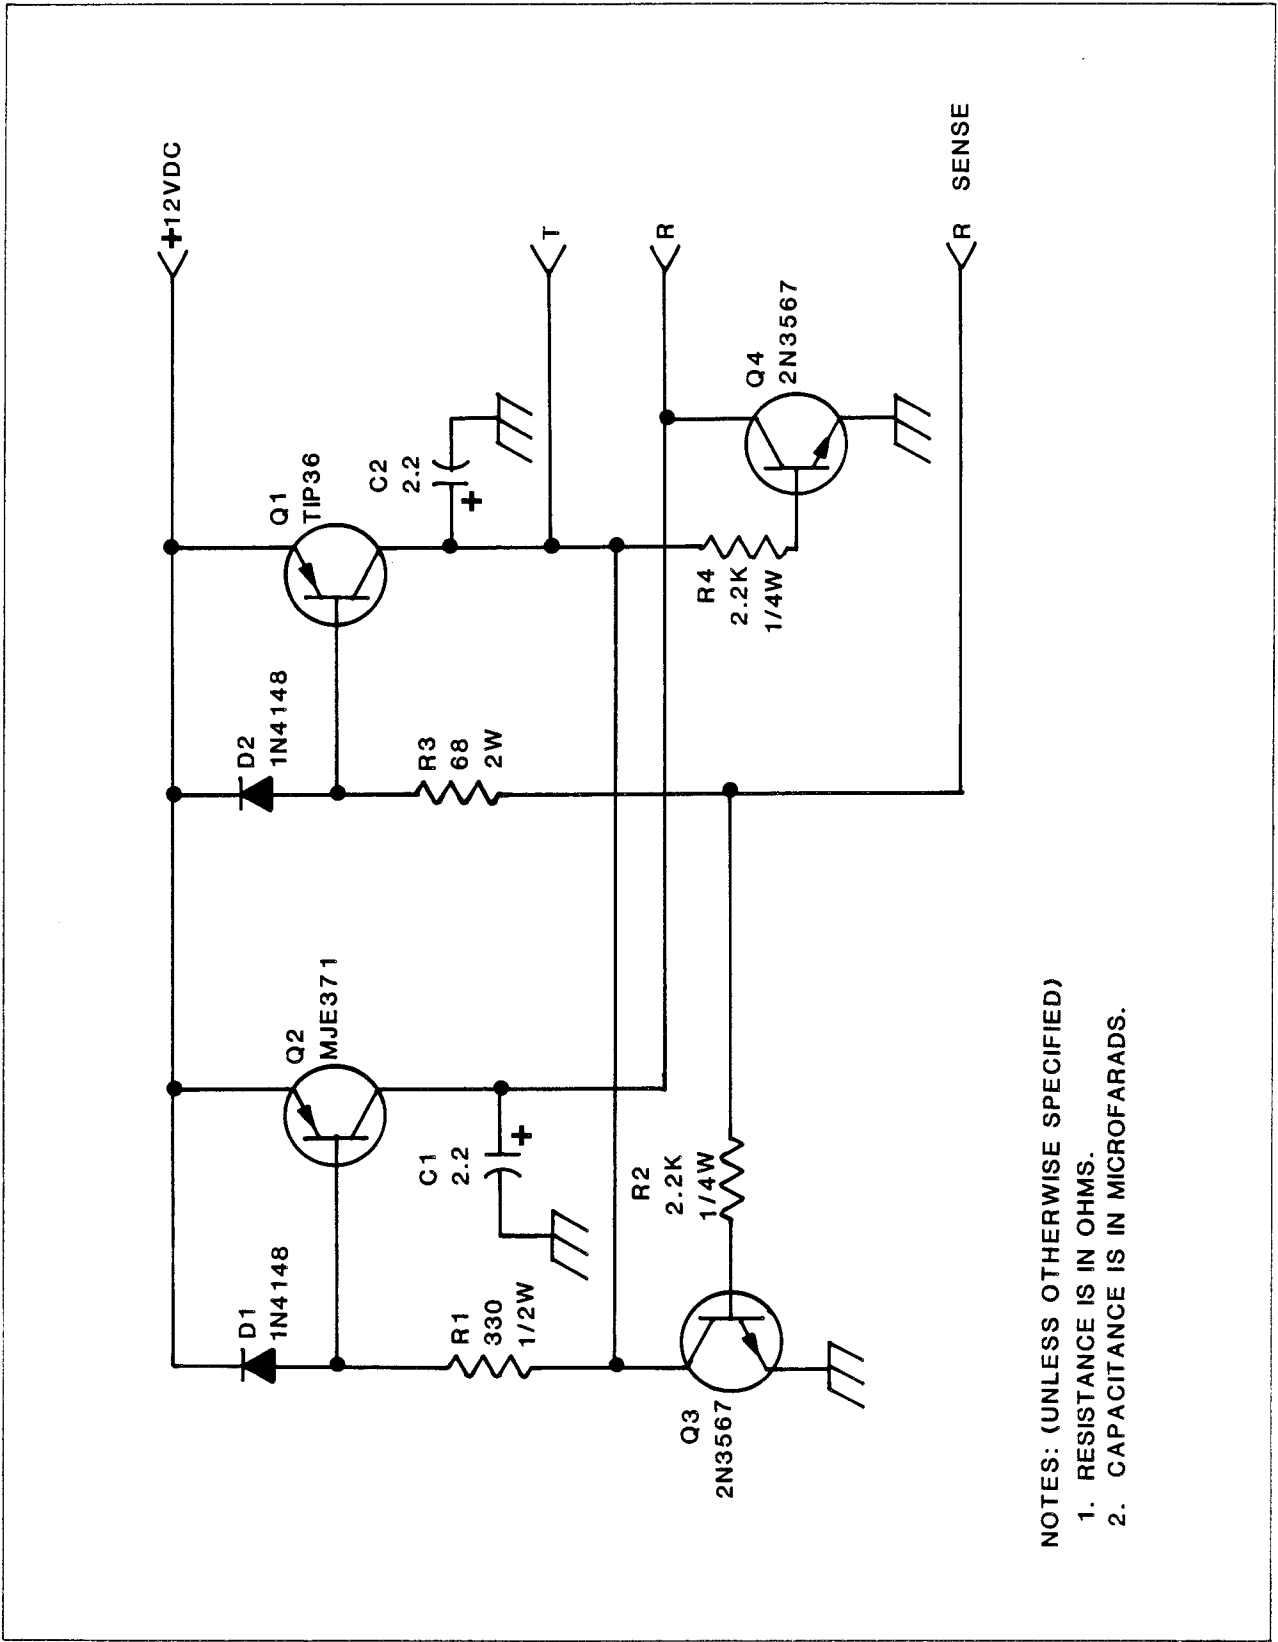 +12VDC
T
R
R SENSE
Q1
TIP36
C2
2.2
+
Q4
2N3567
R4
2.2K
1/4W
D2
1N4148
R3
68
2W
Q2
MJE371
C1
2.2
+
R2
2.2K
1/4W
D1
1N4148
R1
330
1/2W
Q3
2N3567
NOTES: (UNLESS OTHERWISE SPECIFIED)
1. RESISTANCE IS IN OHMS.
2. CAPACITANCE IS IN MICROFARADS.